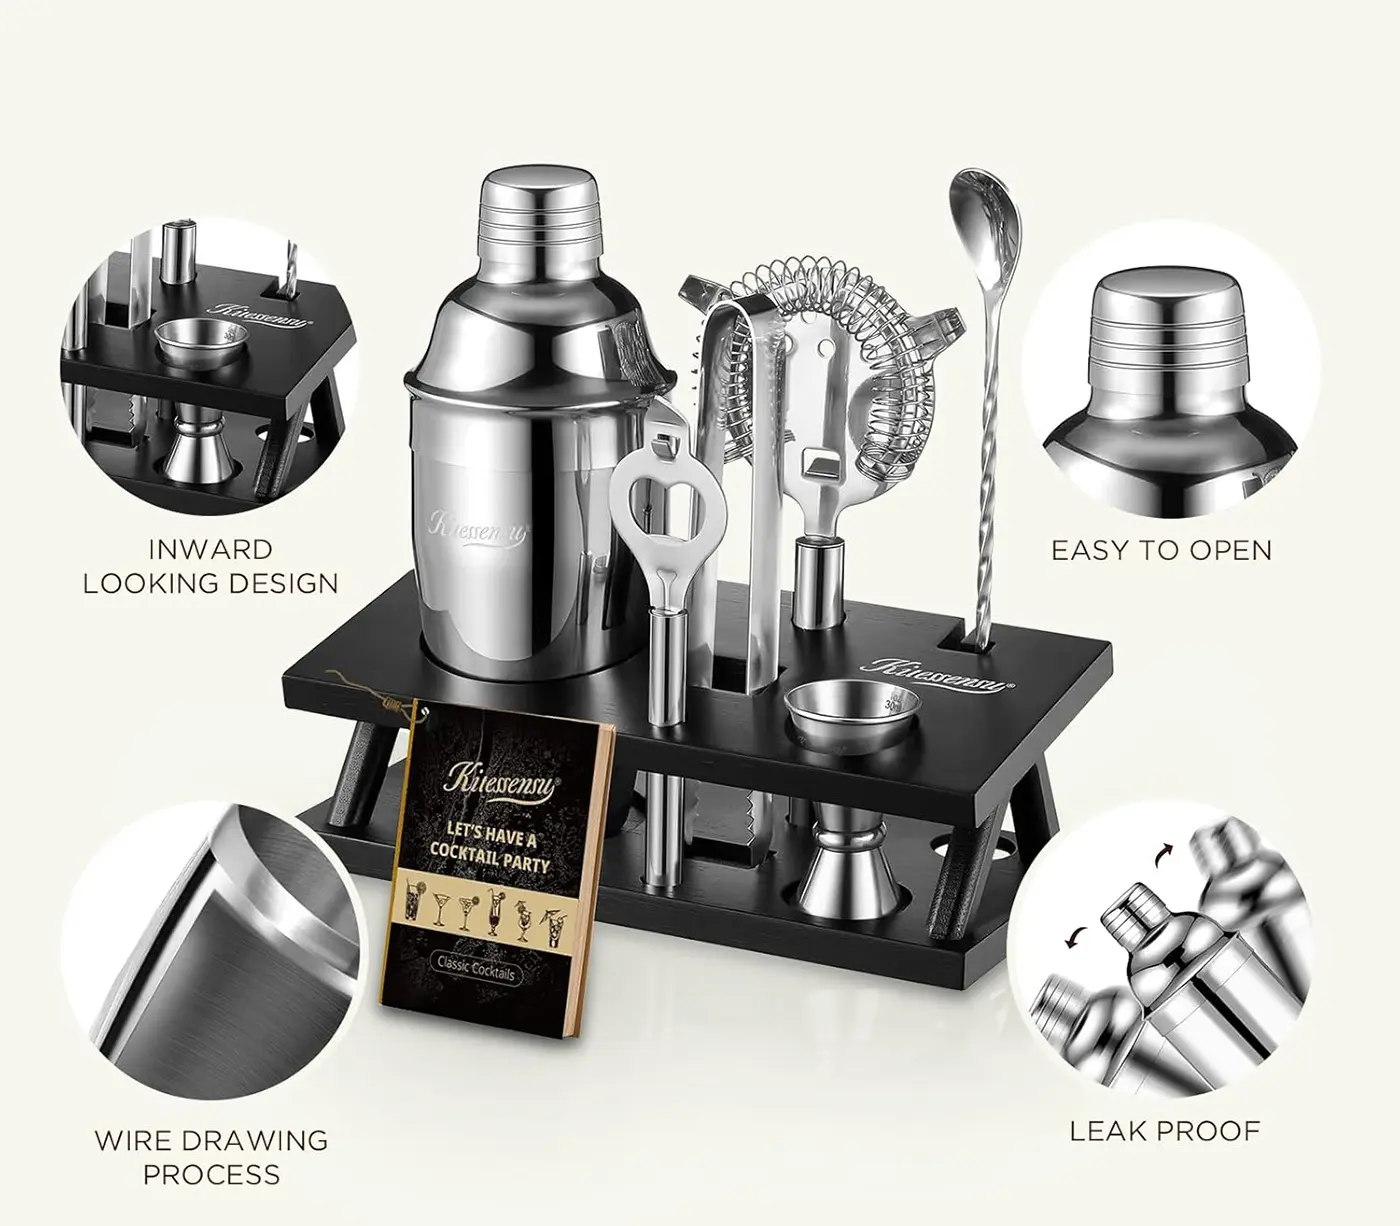 Kitessensu®
INWARD
LOOKING DESIGN
EASY TO OPEN
Kitessensu
Kitessensu®
Kitessensu®
LET'S HAVE A
COCKTAIL PARTY
Classic Cocktails
WIRE DRAWING
PROCESS
LEAK PROOF